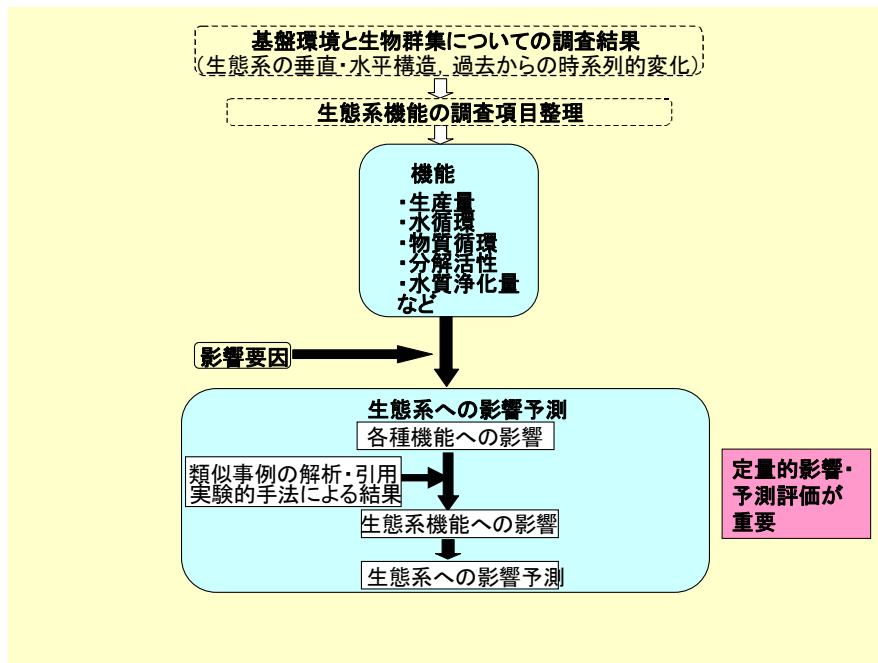 基盤環境と生物群集についての調査結果
(生態系の垂直・水平構造, 過去からの時系列的変化)
生態系機能の調査項目整理
機能
・生産量
・水循環
・物質循環
・分解活性
・水質浄化量
など
影響要因
生態系への影響予測
各種機能への影響
類似事例の解析・引用
実験的手法による結果
生態系機能への影響
生態系への影響予測
定量的影響・
予測評価が
重要